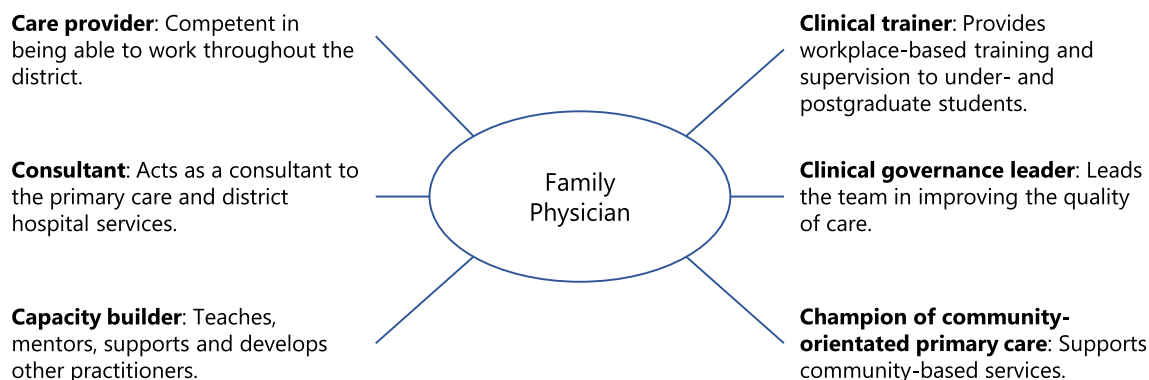 Care provider: Competent in
being able to work throughout the
district.
Consultant: Acts as a consultant to
the primary care and district
hospital services.
Capacity builder: Teaches,
mentors, supports and develops
other practitioners.
Family
Physician
Clinical trainer: Provides
workplace-based training and
supervision to under- and
postgraduate students.
Clinical governance leader: Leads
the team in improving the quality
of care.
Champion of community-
orientated primary care: Supports
community-based services.